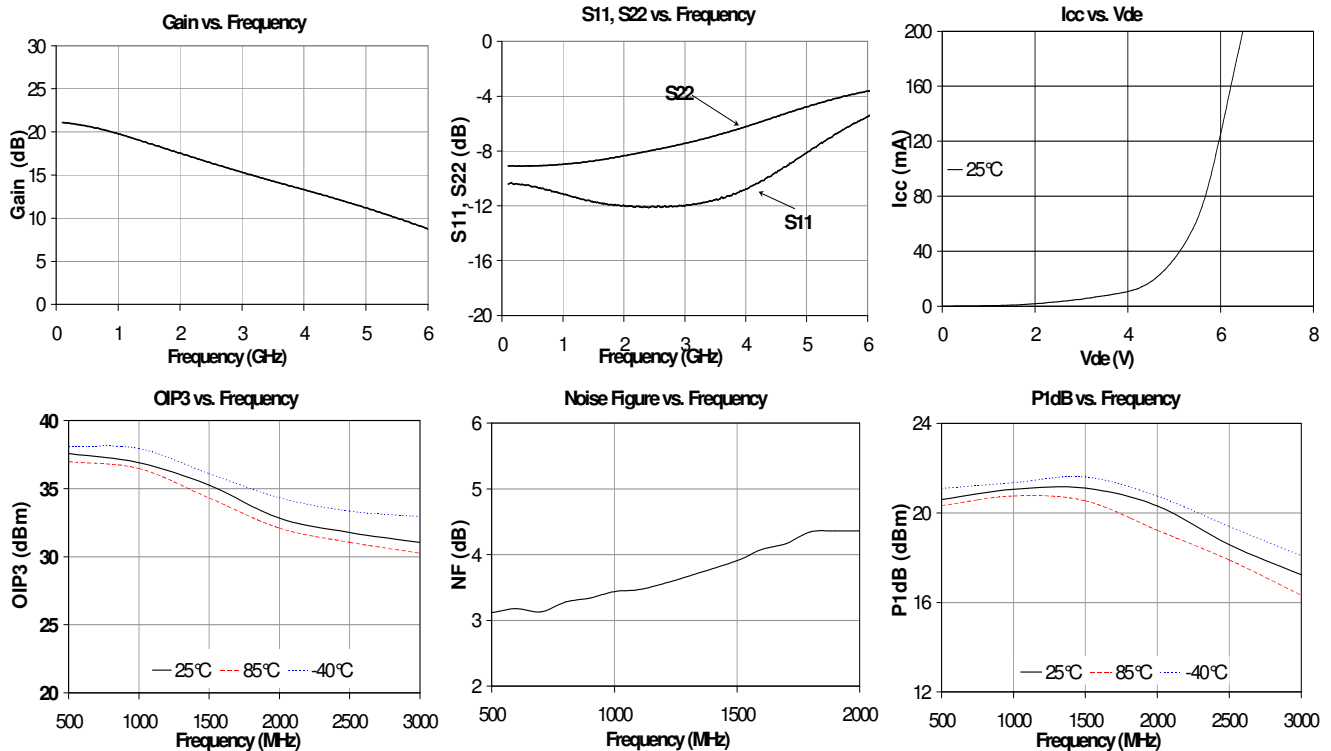 Gain vs. Frequency
30
25
20
15
10
5
0
Gain (dB)
0 1 2 3 4 5 6
Frequency (GHz)
S11, S22 vs. Frequency
0
-4
-8
-12
-16
-20
S11, S22 (dB)
S22
S11
0 1 2 3 4 5 6
Frequency (GHz)
Icc vs. Vde
200
160
120
80
40
0
Icc (mA)
25°C
0 2 4 6 8
Vde (V)
OIP3 vs. Frequency
40
35
30
25
20
OIP3 (dBm)
25°C 85°C -40°C
500 1000 1500 2000 2500 3000
Frequency (MHz)
Noise Figure vs. Frequency
6
5
4
3
2
NF (dB)
500 1000 1500 2000
Frequency (MHz)
P1dB vs. Frequency
24
20
16
12
P1dB (dBm)
25°C 85°C -40°C
500 1000 1500 2000 2500 3000
Frequency (MHz)